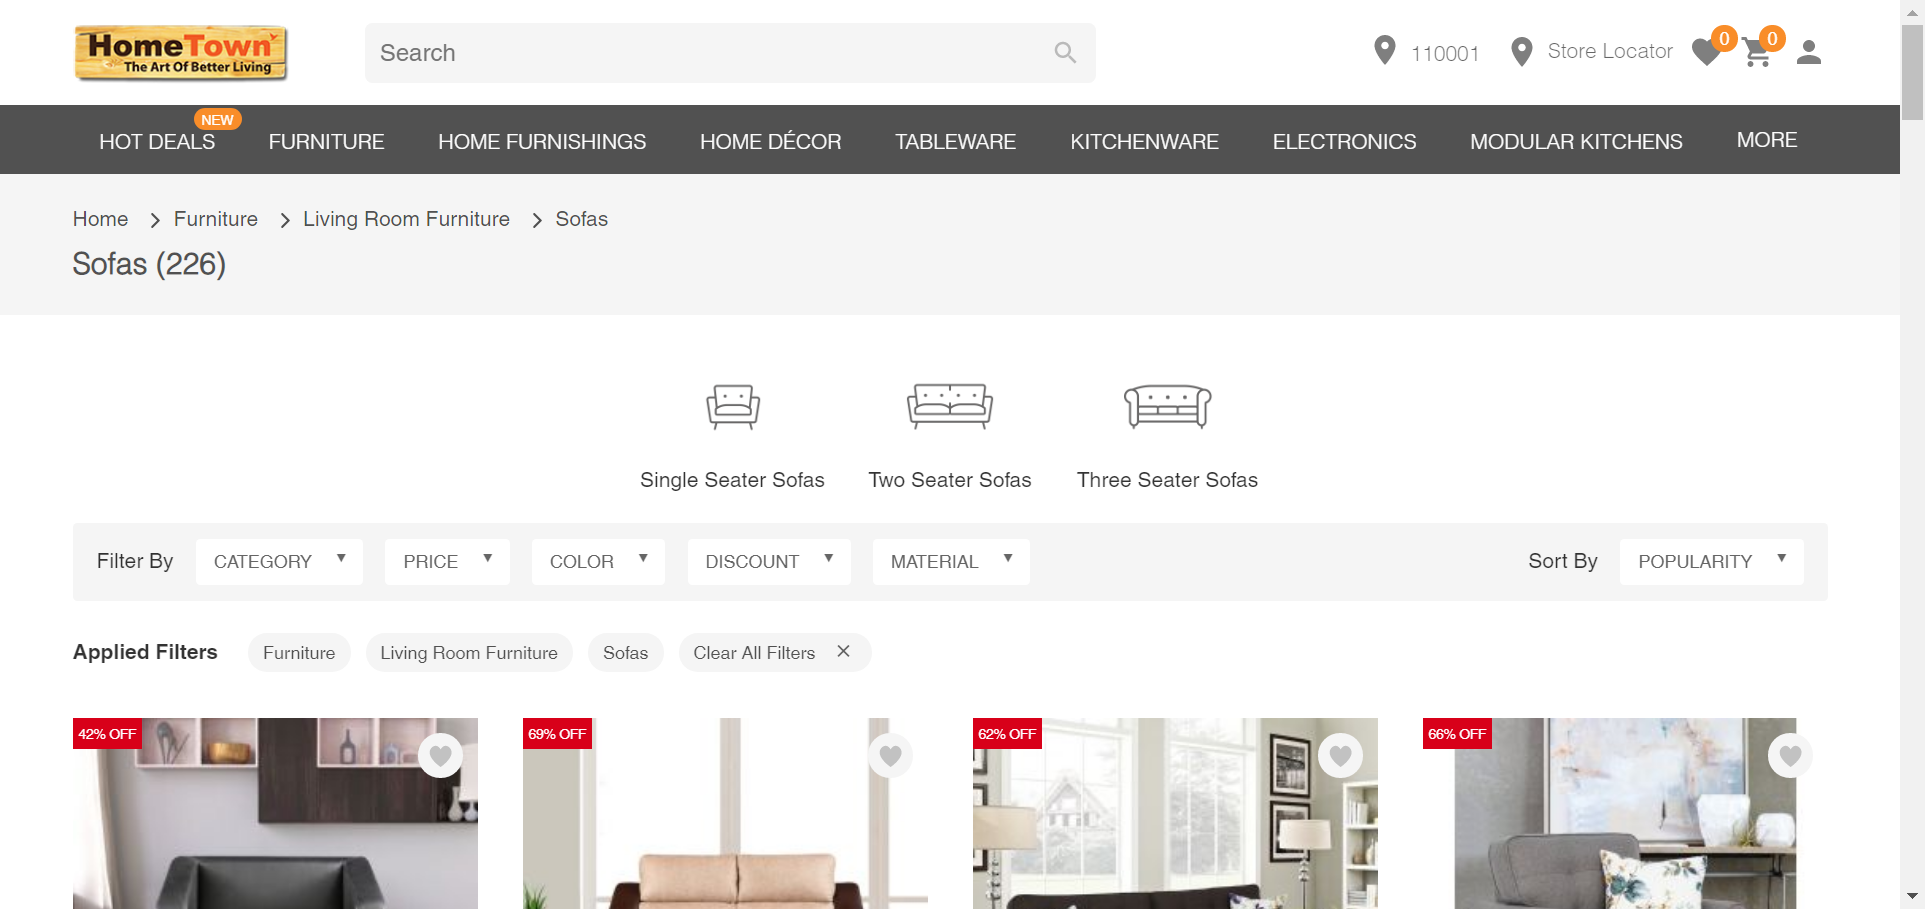 HomeTown
The Art Of Better Living
Search
110001
Store Locator
0
0
NEW
HOT DEALS
FURNITURE
HOME FURNISHINGS
HOME DÉCOR
TABLEWARE
KITCHENWARE
ELECTRONICS
MODULAR KITCHENS
MORE
Home
Furniture
Living Room Furniture
Sofas
Sofas (226)
Single Seater Sofas
Two Seater Sofas
Three Seater Sofas
Filter By
CATEGORY
PRICE
COLOR
DISCOUNT
MATERIAL
Sort By
POPULARITY
Applied Filters
Furniture
Living Room Furniture
Sofas
Clear All Filters
42% OFF
69% OFF
62% OFF
66% OFF